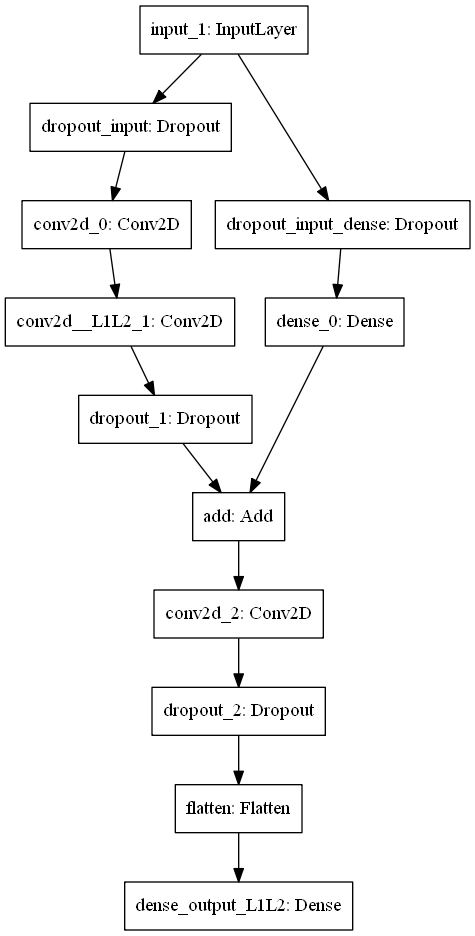 input_1: InputLayer
dropout_input: Dropout
conv2d_0: Conv2D
dropout_input_dense: Dropout
conv2d__L1L2_1: Conv2D
dense_0: Dense
dropout_1: Dropout
add: Add
conv2d_2: Conv2D
dropout_2: Dropout
flatten: Flatten
dense_output_L1L2: Dense